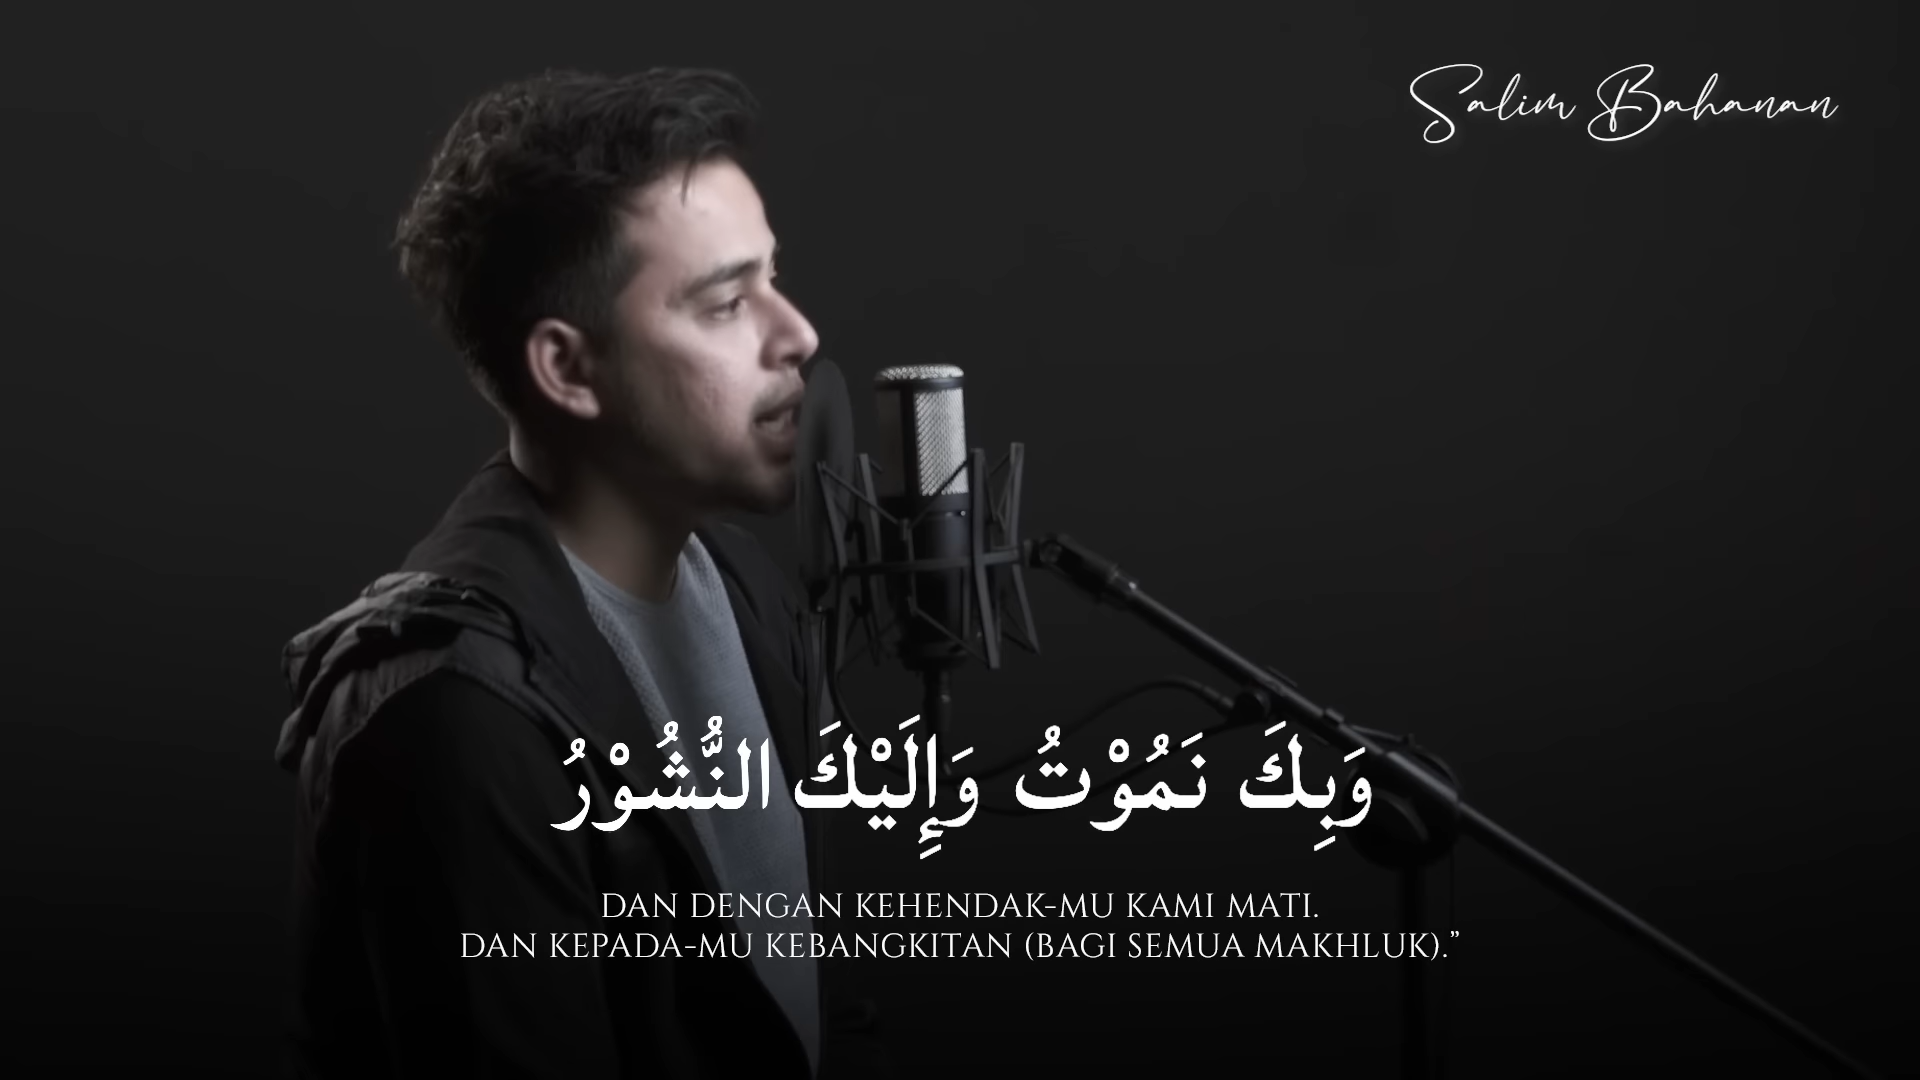 Salim Bahanan
وَبِكَ نَمُوْتُ وَإِلَيْكَ النُّشُوْرُ
DAN DENGAN KEHENDAK-MU KAMI MATI.
DAN KEPADA-MU KEBANGKITAN (BAGI SEMUA MAKHLUK).”